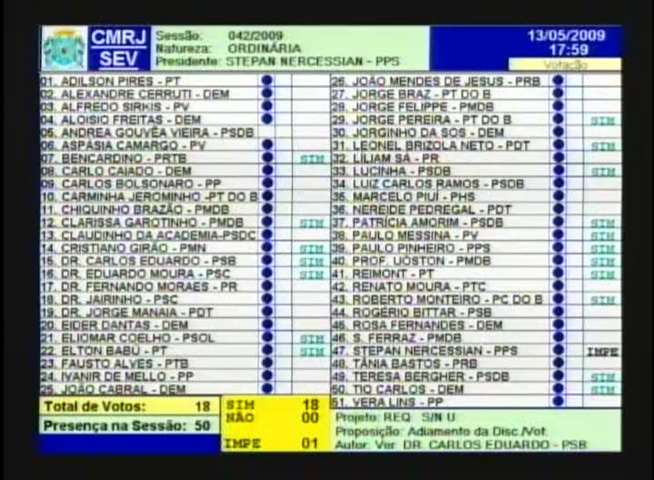 CMRJ
SEV
Sessão: 042/2009
Natureza: ORDINÁRIA
Presidente: STEPAN NERCESSIAN - PPS
13/05/2009
17:59
Votacão
01. ADILSON PIRES - PT
02. ALEXANDRE CERRUTI - DEM
03. ALFREDO SIRKIS - PV
04. ALOISIO FREITAS - DEM
05. ANDREA GOUVÊA VIEIRA - PSDB
06. ASPÁSIA CAMARGO - PV
07. BENCARDINO - PRTB SIM
08. CARLO CAIADO - DEM
09. CARLOS BOLSONARO - PP
10. CARMINHA JEROMINHO -PT DO B
11. CHIQUINHO BRAZÃO - PMDB
12. CLARISSA GAROTINHO - PMDB SIM
13. CLAUDINHO DA ACADEMIA-PSDC
14. CRISTIANO GIRÃO - PMN SIM
15. DR. CARLOS EDUARDO - PSB SIM
16. DR. EDUARDO MOURA - PSC SIM
17. DR. FERNANDO MORAES - PR
18. DR. JAIRINHO - PSC
19. DR. JORGE MANAIA - PDT
20. EIDER DANTAS - DEM
21. ELIOMAR COELHO - PSOL SIM
22. ELTON BABÚ - PT SIM
23. FAUSTO ALVES - PTB
24. IVANIR DE MELLO - PP
25. JOÃO CABRAL - DEM
26. JOÃO MENDES DE JESUS - PRB
27. JORGE BRAZ - PT DO B
28. JORGE FELIPPE - PMDB
29. JORGE PEREIRA - PT DO B SIM
30. JORGINHO DA SOS - DEM
31. LEONEL BRIZOLA NETO - PDT SIM
32. LILIAM SÁ - PR
33. LUCINHA - PSDB SIM
34. LUIZ CARLOS RAMOS - PSDB
35. MARCELO PIUÍ - PHS
36. NEREIDE PEDREGAL - PDT
37. PATRÍCIA AMORIM - PSDB SIM
38. PAULO MESSINA - PV SIM
39. PAULO PINHEIRO - PPS SIM
40. PROF. UÓSTON - PMDB SIM
41. REIMONT - PT SIM
42. RENATO MOURA - PTC
43. ROBERTO MONTEIRO - PC DO B SIM
44. ROGÉRIO BITTAR - PSB
45. ROSA FERNANDES - DEM
46. S. FERRAZ - PMDB
47. STEPAN NERCESSIAN - PPS IMPE
48. TÂNIA BASTOS - PRB
49. TERESA BERGHER - PSDB SIM
50. TIO CARLOS - DEM SIM
51. VERA LINS - PP
Total de Votos: 18
Presença na Sessão: 50
SIM 18
NÃO 00
IMPE 01
Projeto: REQ S/N U
Proposição: Adiamento da Disc./Vot.
Autor: Ver DR. CARLOS EDUARDO - PSB